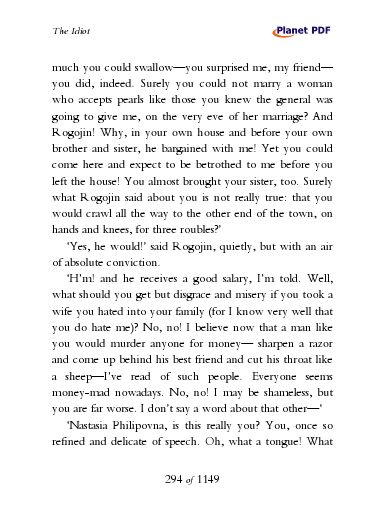 The Idiot
Planet PDF
much you could swallow—you surprised me, my friend—
you did, indeed. Surely you could not marry a woman
who accepts pearls like those you knew the general was
going to give me, on the very eve of her marriage? And
Rogojin! Why, in your own house and before your own
brother and sister, he bargained with me! Yet you could
come here and expect to be betrothed to me before you
left the house! You almost brought your sister, too. Surely
what Rogojin said about you is not really true: that you
would crawl all the way to the other end of the town, on
hands and knees, for three roubles?'
'Yes, he would!' said Rogojin, quietly, but with an air
of absolute conviction.
'H'm! and he receives a good salary, I'm told. Well,
what should you get but disgrace and misery if you took a
wife you hated into your family (for I know very well that
you do hate me)? No, no! I believe now that a man like
you would murder anyone for money— sharpen a razor
and come up behind his best friend and cut his throat like
a sheep—I've read of such people. Everyone seems
money-mad nowadays. No, no! I may be shameless, but
you are far worse. I don't say a word about that other—'
'Nastasia Philipovna, is this really you? You, once so
refined and delicate of speech. Oh, what a tongue! What
294 of 1149